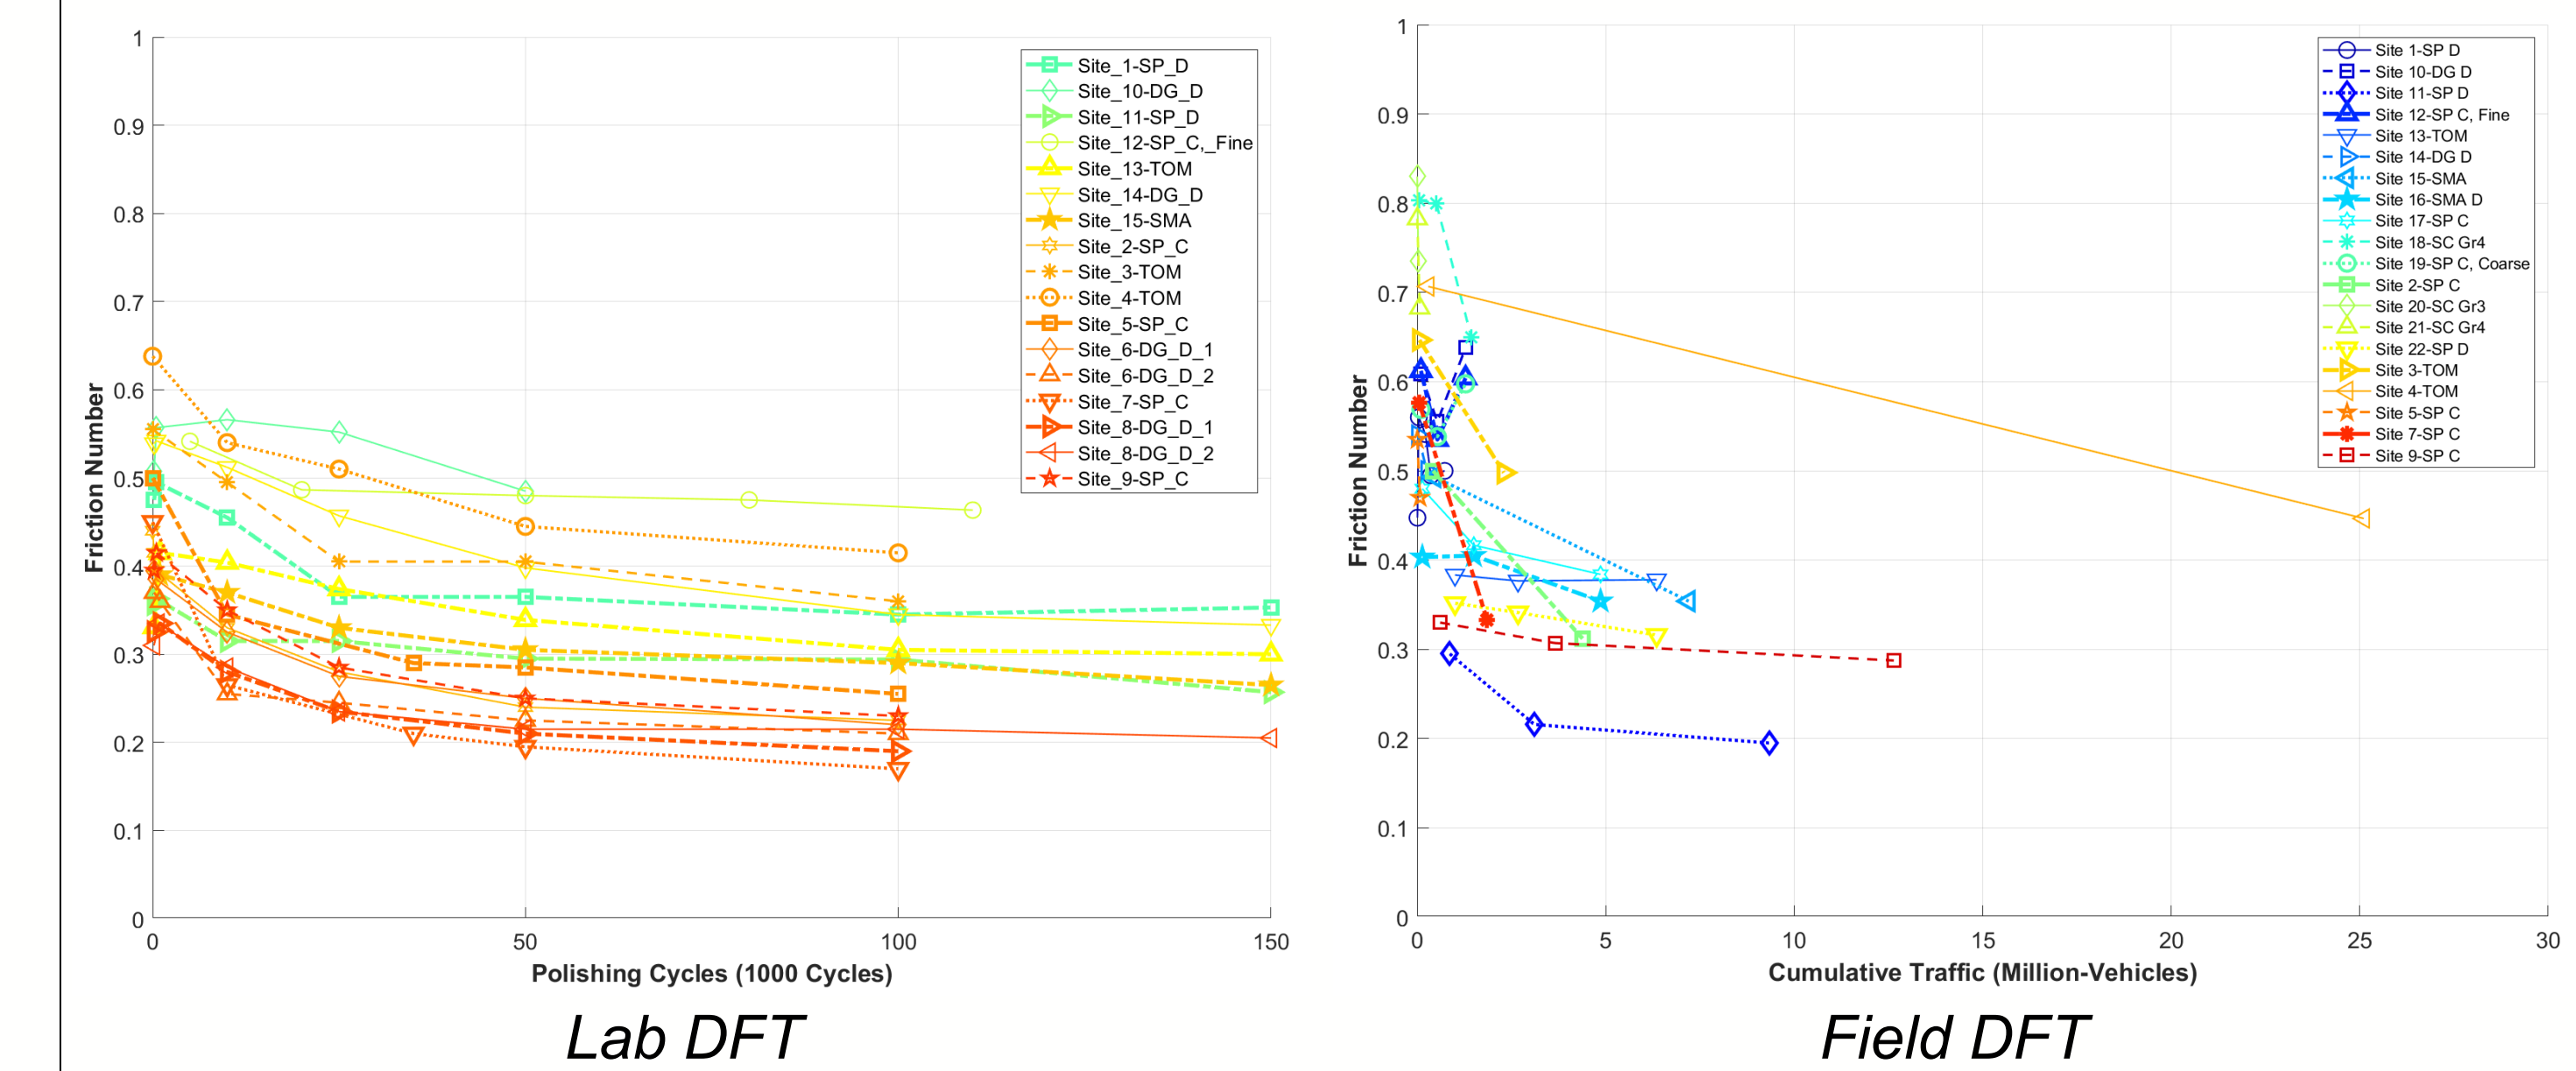 1
0.9
0.8
0.7
0.6
0.5
0.4
0.3
0.2
0.1
0
Friction Number
0 50 100 150
Polishing Cycles (1000 Cycles)
Site_1-SP_D
Site_10-DG_D
Site_11-SP_D
Site_12-SP_C,_Fine
Site_13-TOM
Site_14-DG_D
Site_15-SMA
Site_2-SP_C
Site_3-TOM
Site_4-TOM
Site_5-SP_C
Site_6-DG_D_1
Site_6-DG_D_2
Site_7-SP_C
Site_8-DG_D_1
Site_8-DG_D_2
Site_9-SP_C
Lab DFT
1
0.9
0.8
0.7
0.6
0.5
0.4
0.3
0.2
0.1
0
Friction Number
0 5 10 15 20 25 30
Cumulative Traffic (Million-Vehicles)
Site 1-SP D
Site 10-DG D
Site 11-SP D
Site 12-SP C, Fine
Site 13-TOM
Site 14-DG D
Site 15-SMA
Site 16-SMA D
Site 17-SP C
Site 18-SC Gr4
Site 19-SP C, Coarse
Site 2-SP C
Site 20-SC Gr3
Site 21-SC Gr4
Site 22-SP D
Site 3-TOM
Site 4-TOM
Site 5-SP C
Site 7-SP C
Site 9-SP C
Field DFT